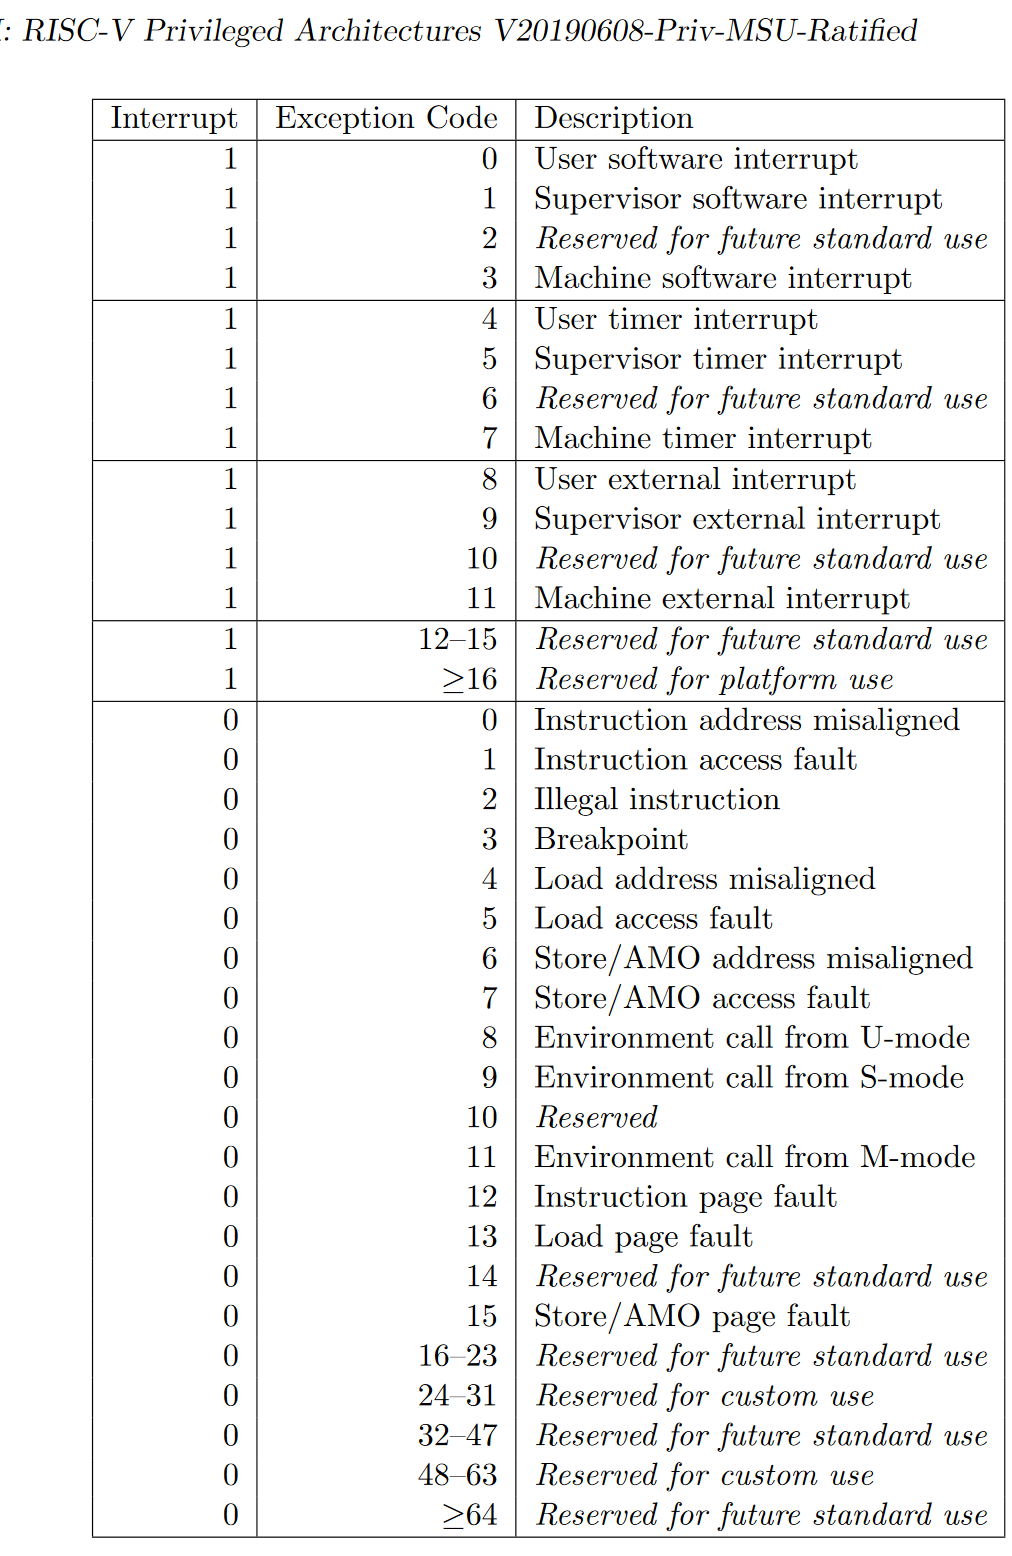 I: RISC-V Privileged Architectures V20190608-Priv-MSU-Ratified
Interrupt Exception Code Description
1 0 User software interrupt
1 1 Supervisor software interrupt
1 2 Reserved for future standard use
1 3 Machine software interrupt
1 4 User timer interrupt
1 5 Supervisor timer interrupt
1 6 Reserved for future standard use
1 7 Machine timer interrupt
1 8 User external interrupt
1 9 Supervisor external interrupt
1 10 Reserved for future standard use
1 11 Machine external interrupt
1 12–15 Reserved for future standard use
1 ≥16 Reserved for platform use
0 0 Instruction address misaligned
0 1 Instruction access fault
0 2 Illegal instruction
0 3 Breakpoint
0 4 Load address misaligned
0 5 Load access fault
0 6 Store/AMO address misaligned
0 7 Store/AMO access fault
0 8 Environment call from U-mode
0 9 Environment call from S-mode
0 10 Reserved
0 11 Environment call from M-mode
0 12 Instruction page fault
0 13 Load page fault
0 14 Reserved for future standard use
0 15 Store/AMO page fault
0 16–23 Reserved for future standard use
0 24–31 Reserved for custom use
0 32–47 Reserved for future standard use
0 48–63 Reserved for custom use
0 ≥64 Reserved for future standard use